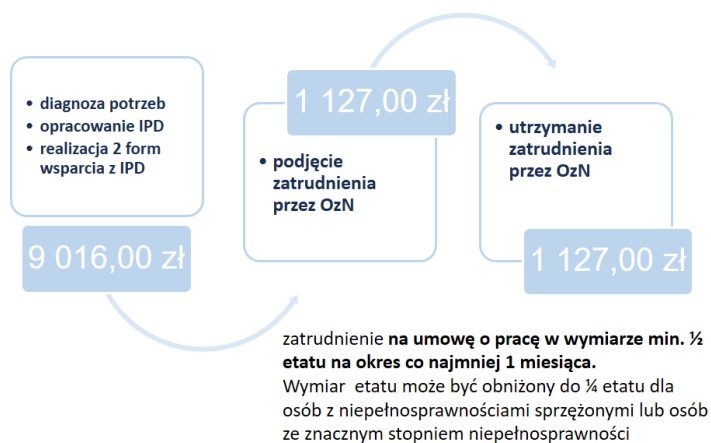 • diagnoza potrzeb
• opracowanie IPD
• realizacja 2 form
wsparcia z IPD
9 016,00 zł
1 127,00 zł
• podjęcie
zatrudnienia
przez OzN
• utrzymanie
zatrudnienia
przez OzN
1 127,00 zł
zatrudnienie na umowę o pracę w wymiarze min. ½
etatu na okres co najmniej 1 miesiąca.
Wymiar etatu może być obniżony do ¼ etatu dla
osób z niepełnosprawnościami sprzężonymi lub osób
ze znacznym stopniem niepełnosprawności